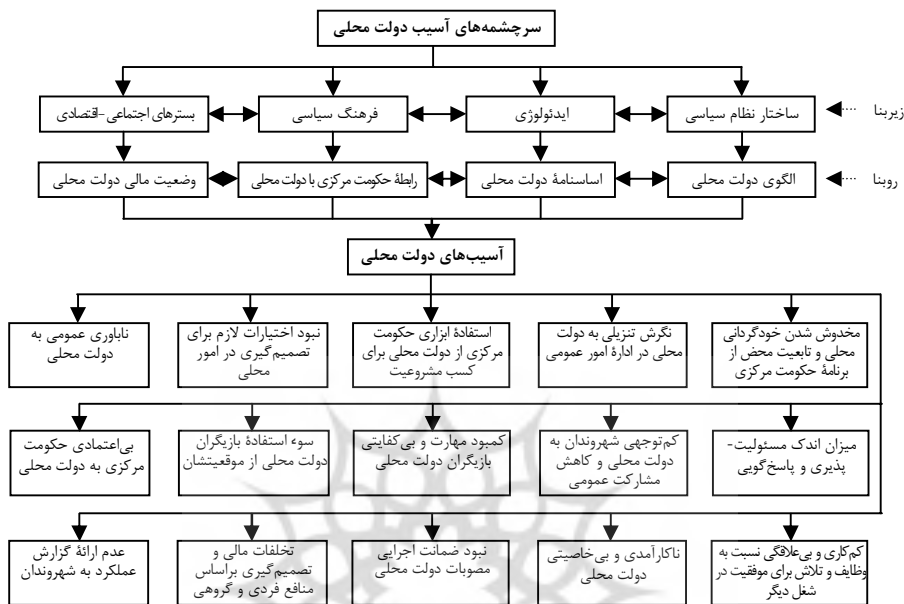 سرچشمه‌های آسیب دولت محلی
زیربنا
ساختار نظام سیاسی
ایدئولوژی
فرهنگ سیاسی
بسترهای اجتماعی-اقتصادی
روبنا
الگوی دولت محلی
اساسنامهٔ دولت محلی
رابطهٔ حکومت مرکزی با دولت محلی
وضعیت مالی دولت محلی
آسیب‌های دولت محلی
مخدوش شدن خودگردانی
محلی و تابعیت محض از
برنامهٔ حکومت مرکزی
نگرش تنزیلی به دولت
محلی در ادارهٔ امور عمومی
استفادهٔ ابزاری حکومت
مرکزی از دولت محلی برای
کسب مشروعیت
نبود اختیارات لازم برای
تصمیم‌گیری در امور
محلی
ناباوری عمومی به
دولت محلی
میزان اندک مسئولیت-
پذیری و پاسخ‌گویی
کم‌توجهی شهروندان به
دولت محلی و کاهش
مشارکت عمومی
کمبود مهارت و بی‌کفایتی
بازیگران دولت محلی
سوء استفادهٔ بازیگران
دولت محلی از موقعیتشان
بی‌اعتمادی حکومت
مرکزی به دولت محلی
کم‌کاری و بی‌علاقگی نسبت به
وظایف و تلاش برای موفقیت در
شغل دیگر
ناکارآمدی و بی‌خاصیتی
دولت محلی
نبود ضمانت اجرایی
مصوبات دولت محلی
تخلفات مالی و
تصمیم‌گیری براساس
منافع فردی و گروهی
عدم ارائهٔ گزارش
عملکرد به شهروندان